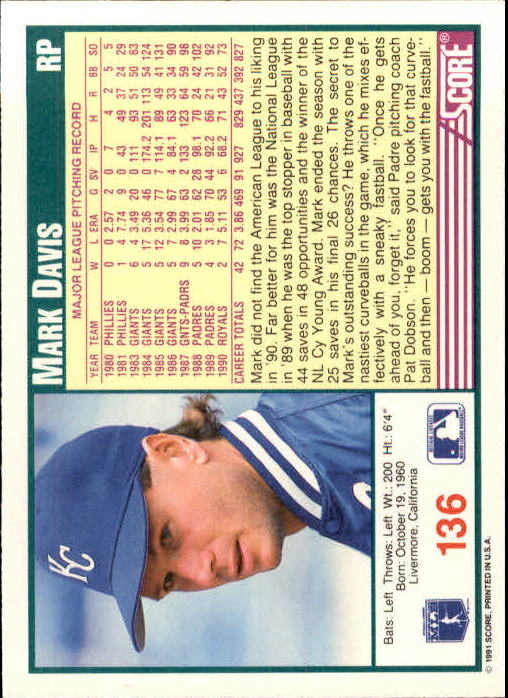 MARK DAVIS RP
MAJOR LEAGUE PITCHING RECORD
YEAR TEAM W L ERA G SV IP H R BB SO
1980 PHILLIES 0 0 2.57 2 0 7 4 2 5 5
1981 PHILLIES 1 4 7.74 9 0 43 49 37 24 29
1983 GIANTS 6 4 3.49 20 0 111 93 51 50 83
1984 GIANTS 5 17 5.36 46 0 174.2 201 113 54 124
1985 GIANTS 5 12 3.54 77 7 114.1 89 49 41 131
1986 GIANTS 5 7 2.99 67 4 84.1 63 33 34 90
1987 GNTS-PADRS 9 8 3.99 63 2 133 123 64 59 98
1988 PADRES 5 10 2.01 62 28 98.1 70 24 42 102
1989 PADRES 4 3 1.85 70 44 92.2 66 21 31 92
1990 ROYALS 2 7 5.11 53 6 68.2 71 43 52 73
CAREER TOTALS 42 72 3.86 469 91 927 829 437 392 827
Mark did not find the American League to his liking
in '90. Far better for him was the National League
in '89 when he was the top stopper in baseball with
44 saves in 48 opportunities and the winner of the
NL Cy Young Award. Mark ended the season with
25 saves in his final 26 chances. The secret to
Mark's outstanding success? He throws one of the
nastiest curveballs in the game, which he mixes ef-
fectively with a sneaky fastball. "Once he gets
ahead of you, forget it," said Padre pitching coach
Pat Dobson. "He forces you to look for that curve-
ball and then — boom — gets you with the fastball."
SCORE
KC
Bats: Left Throws: Left Wt.: 200 Ht.: 6'4"
Born: October 19, 1960
Livermore, California
136
© 1991 SCORE, PRINTED IN U.S.A.